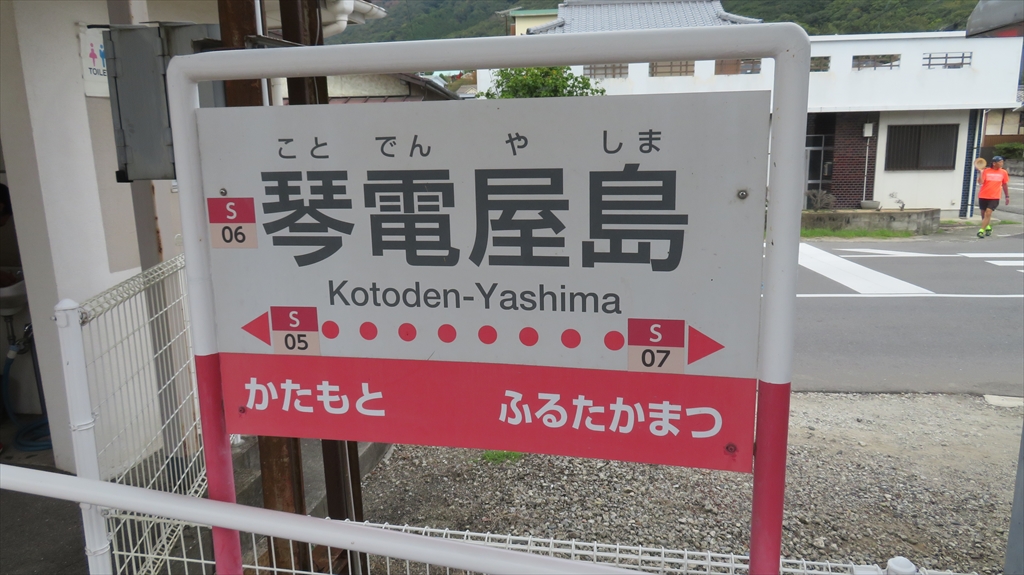 TOILET
こと でん や しま
S
06
琴電屋島
Kotoden-Yashima
S
05
S
07
かたもと
ふるたかまつ